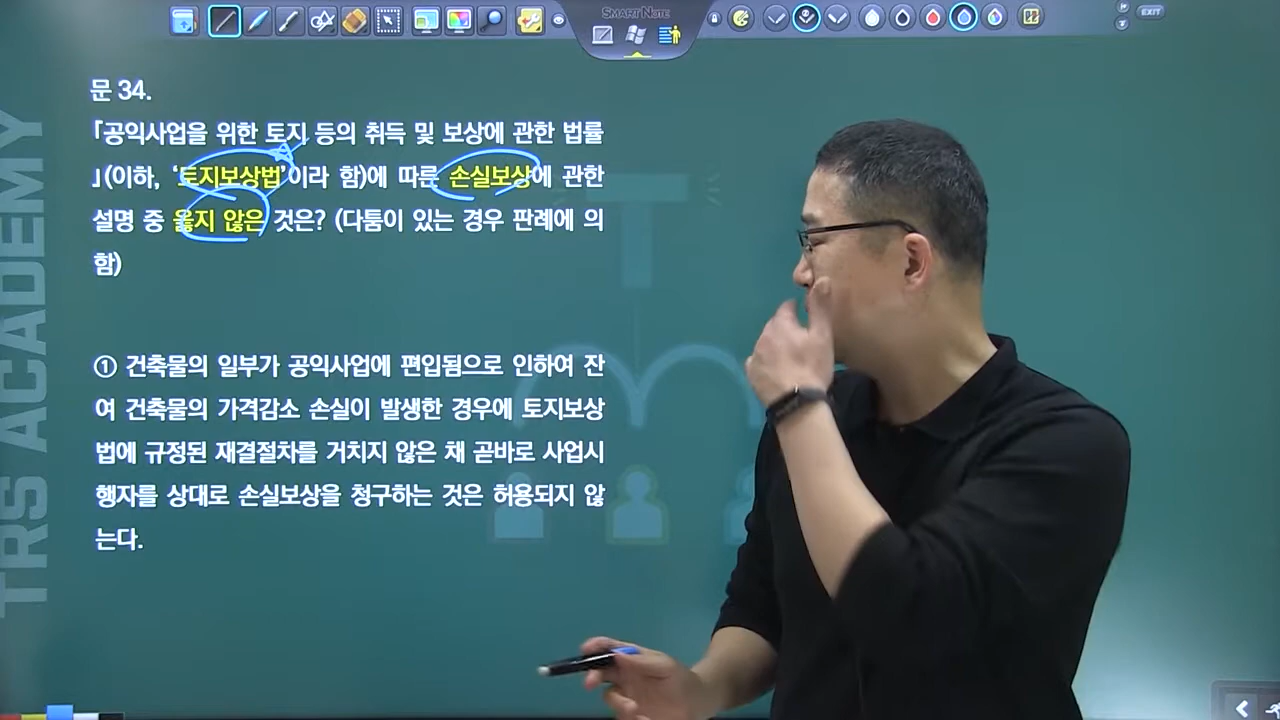 SMART NOTE
EXIT
TRS ACADEMY
문 34.
「공익사업을 위한 토지 등의 취득 및 보상에 관한 법률
」(이하, ‘토지보상법’이라 함)에 따른 손실보상에 관한
설명 중 옳지 않은 것은? (다툼이 있는 경우 판례에 의
함)
① 건축물의 일부가 공익사업에 편입됨으로 인하여 잔
여 건축물의 가격감소 손실이 발생한 경우에 토지보상
법에 규정된 재결절차를 거치지 않은 채 곧바로 사업시
행자를 상대로 손실보상을 청구하는 것은 허용되지 않
는다.